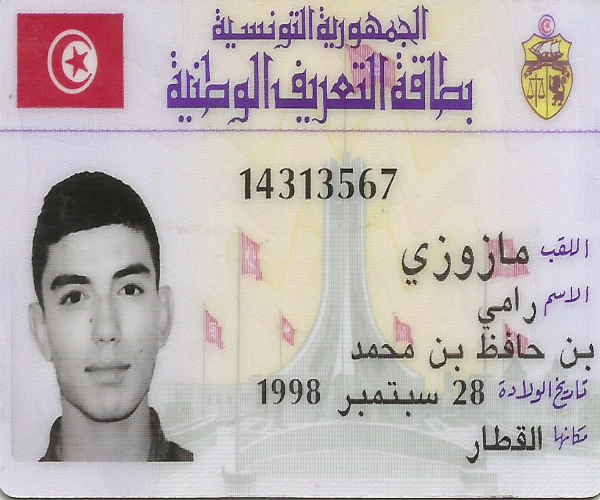 الجمهورية التونسية
بطاقة التعريف الوطنية
14313567
اللقب مازوزي
الاسم رامي
بن حافظ بن محمد
تاريخ الولادة 28 سبتمبر 1998
مكانها القطار